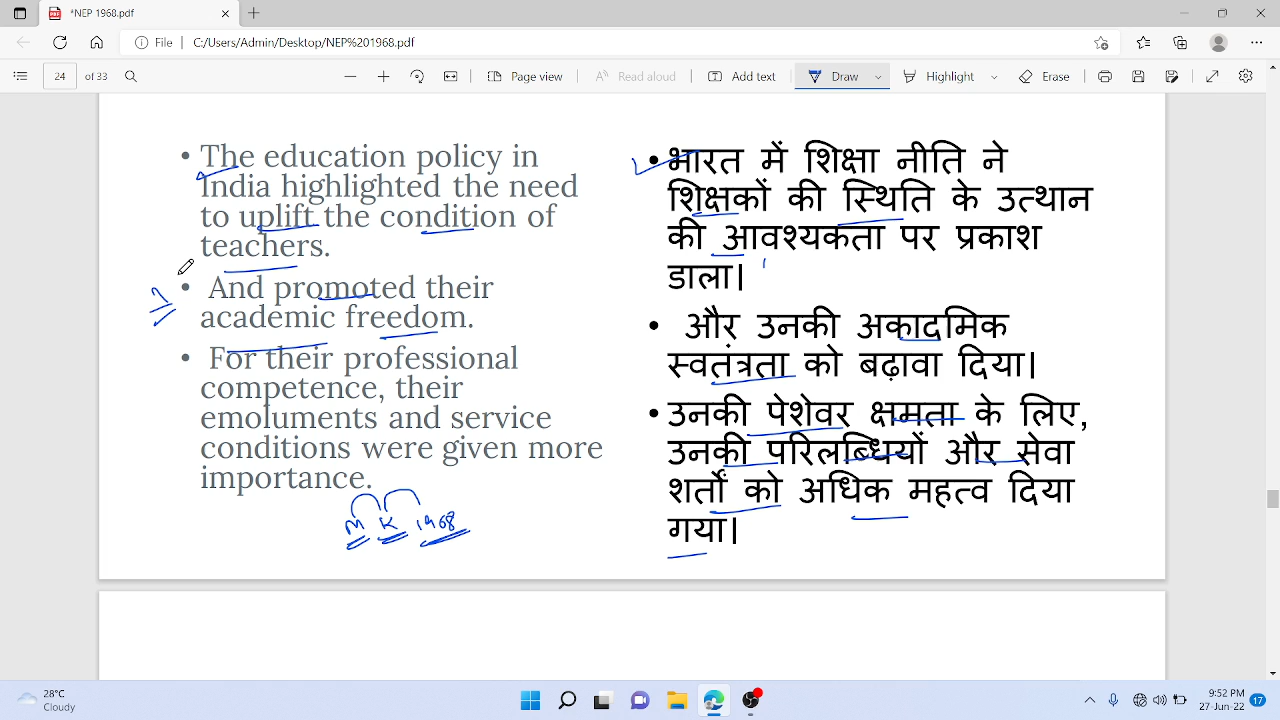 *NEP 1968.pdf
File
C:/Users/Admin/Desktop/NEP%201968.pdf
24
of 33
Page view
Read aloud
Add text
Draw
Highlight
Erase
• The education policy in
India highlighted the need
to uplift the condition of
teachers.
• And promoted their
academic freedom.
• For their professional
competence, their
emoluments and service
conditions were given more
importance.
M K 1968
• भारत में शिक्षा नीति ने
शिक्षकों की स्थिति के उत्थान
की आवश्यकता पर प्रकाश
डाला।
• और उनकी अकादमिक
स्वतंत्रता को बढ़ावा दिया।
• उनकी पेशेवर क्षमता के लिए,
उनकी परिलब्धियों और सेवा
शर्तों को अधिक महत्व दिया
गया।
28°C
Cloudy
9:52 PM
27-Jun-22
17